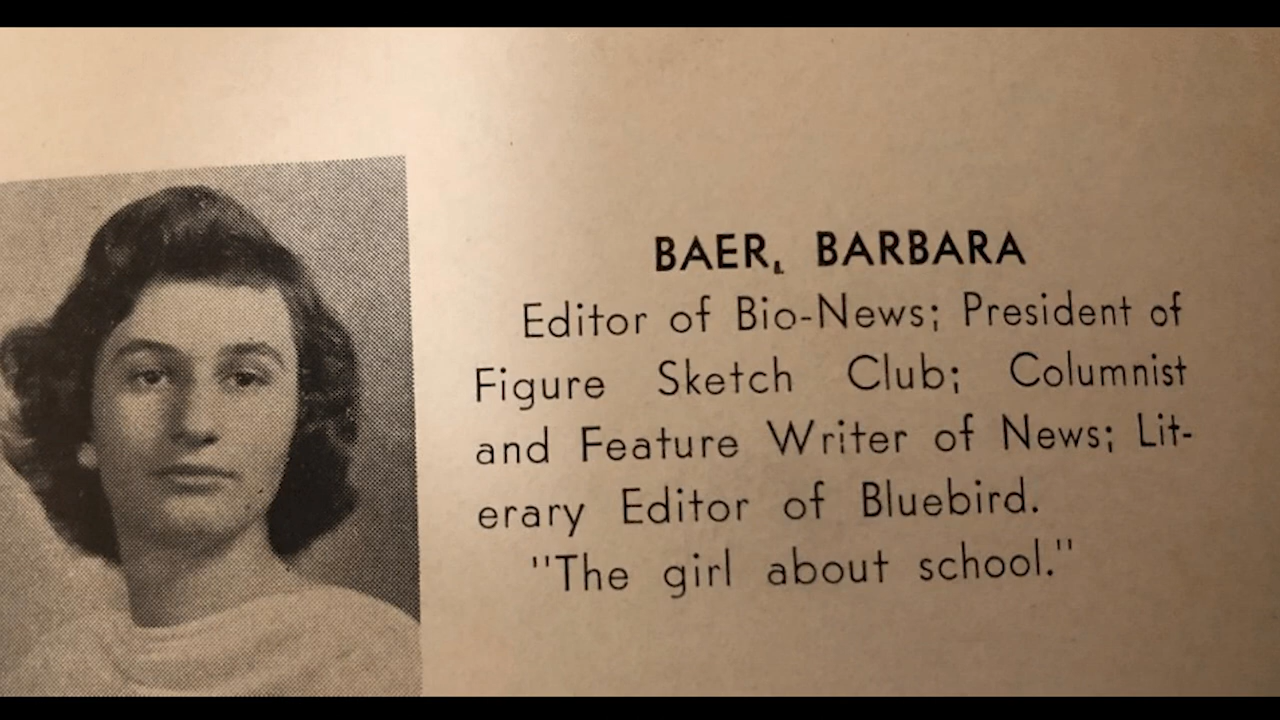 BAER, BARBARA
Editor of Bio-News; President of
Figure Sketch Club; Columnist
and Feature Writer of News; Lit-
erary Editor of Bluebird.
"The girl about school."